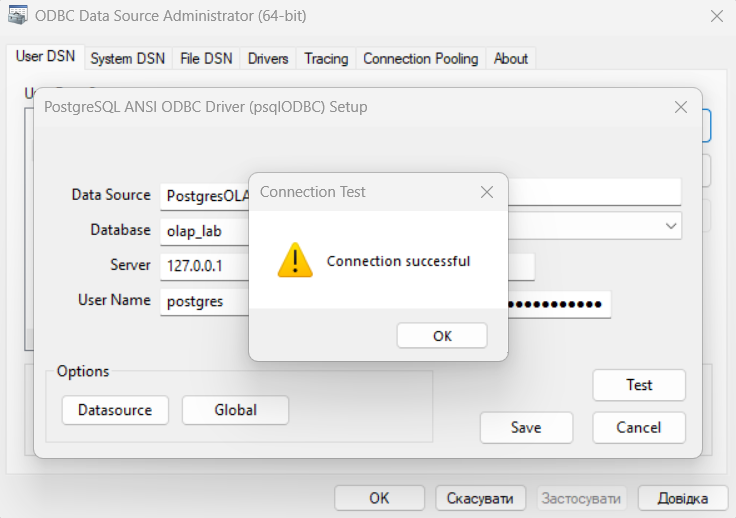 ODBC Data Source Administrator (64-bit)
User DSN System DSN File DSN Drivers Tracing Connection Pooling About
PostgreSQL ANSI ODBC Driver (psqlODBC) Setup
Connection Test
Data Source PostgresOLA
Database olap_lab
Connection successful
Server 127.0.0.1
User Name postgres
OK
Options
Datasource Global
Test
Save Cancel
OK Скасувати Застосувати Довідка